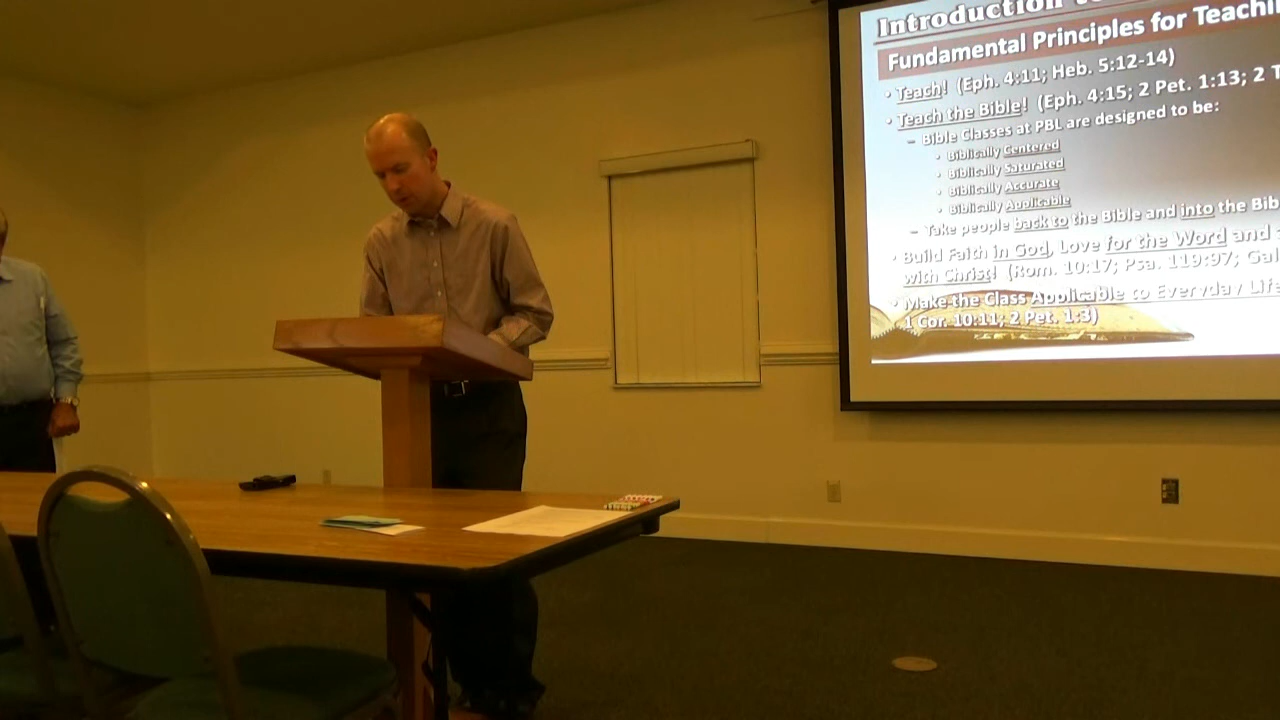 Introduction
Fundamental Principles for
• Teach! (Eph. 4:11; Heb. 5:12-14)
• Teach the Bible! (Eph. 4:15; 2 Pet. 1:13; 2
– Bible Classes at PBL are designed to be:
• Biblically Centered
• Biblically Saturated
• Biblically Accurate
• Biblically Applicable
– Take people back to the Bible and into the
• Build Faith in God, Love for the Word and
with Christ! (Rom. 10:17; Psa. 119:97;
• Make the Class Applicable to Everyday
1 Cor. 10:11; 2 Pet. 1:3)